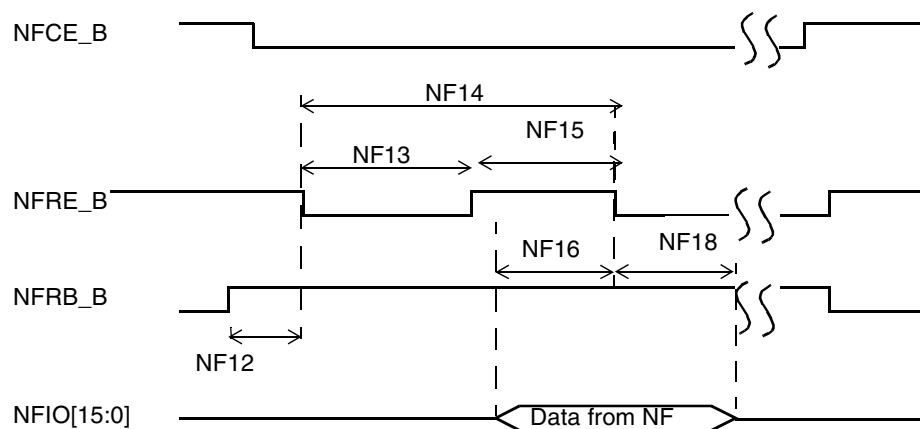 NFCE_B
NF14
NF15
NF13
NFRE_B
NF16
NF18
NFRB_B
NF12
NFIO[15:0]
Data from NF